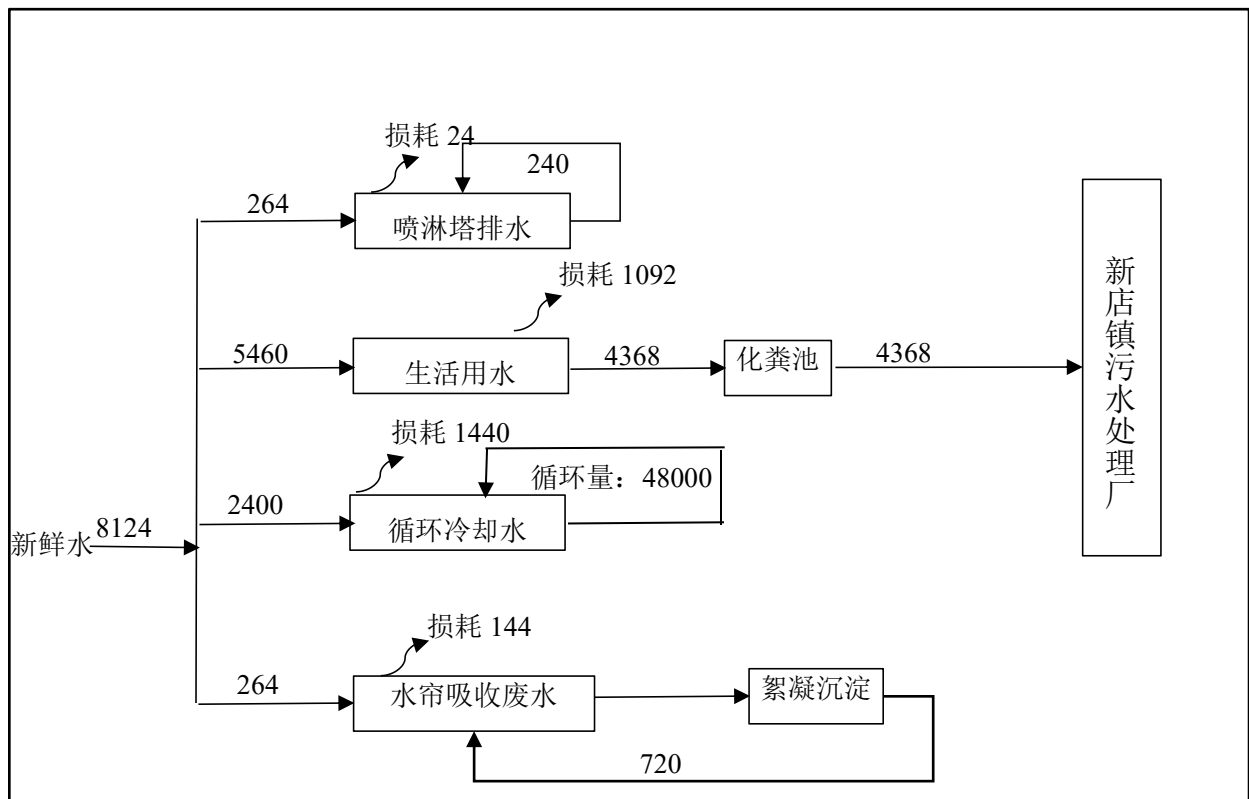 损耗 24
240
264
喷淋塔排水
损耗 1092
5460
生活用水
4368
化粪池
4368
新店镇污水处理厂
损耗 1440
循环量：48000
2400
循环冷却水
新鲜水
8124
损耗 144
264
水帘吸收废水
絮凝沉淀
720